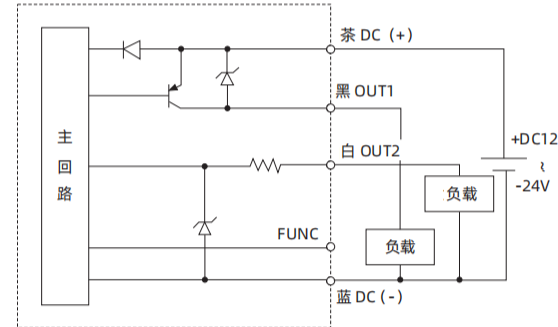 茶 DC (+)
黑 OUT1
主
回
路
白 OUT2
+DC12
~
-24V
负载
FUNC
负载
蓝 DC (-)